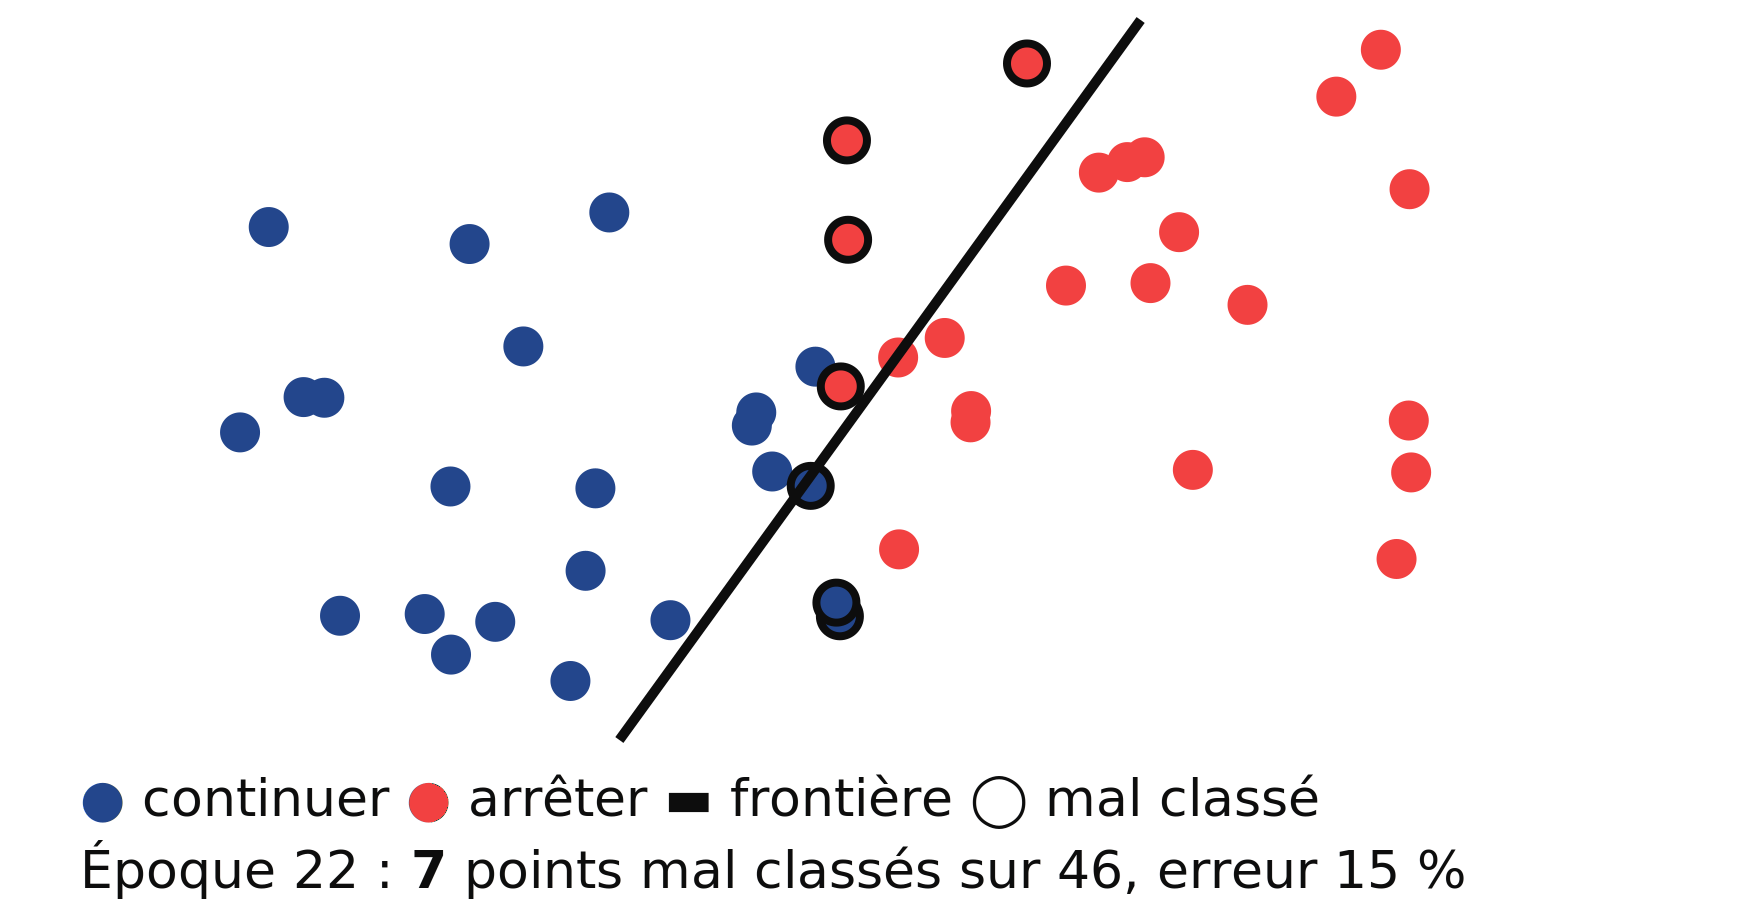 continuer arrêter frontière mal classé
Époque 22 : 7 points mal classés sur 46, erreur 15 %